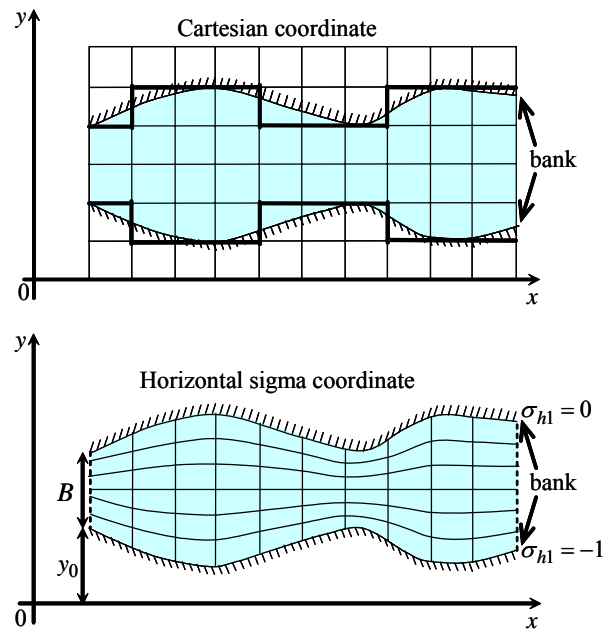 y
Cartesian coordinate
bank
0
x
y
Horizontal sigma coordinate
σh1 = 0
B
bank
y0
σh1 = −1
0
x